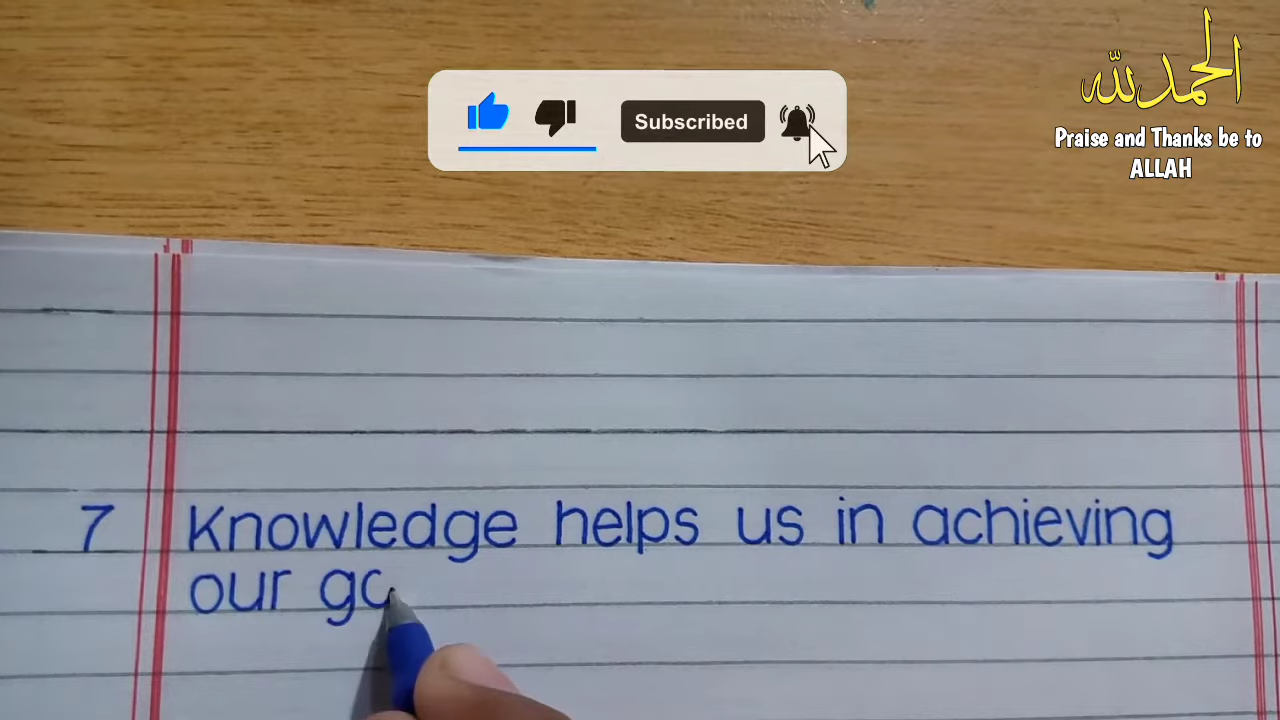 الحمدلله
Praise and Thanks be to
ALLAH
Subscribed
7 Knowledge helps us in achieving
our go